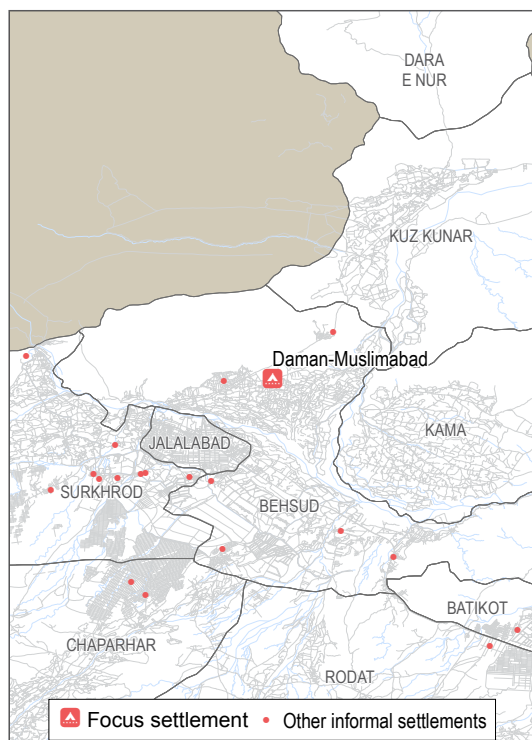 DARA
E NUR
KUZ KUNAR
Daman-Muslimabad
KAMA
JALALABAD
SURKHROD
BEHSUD
BATIKOT
CHAPARHAR
RODAT
Focus settlement
Other informal settlements